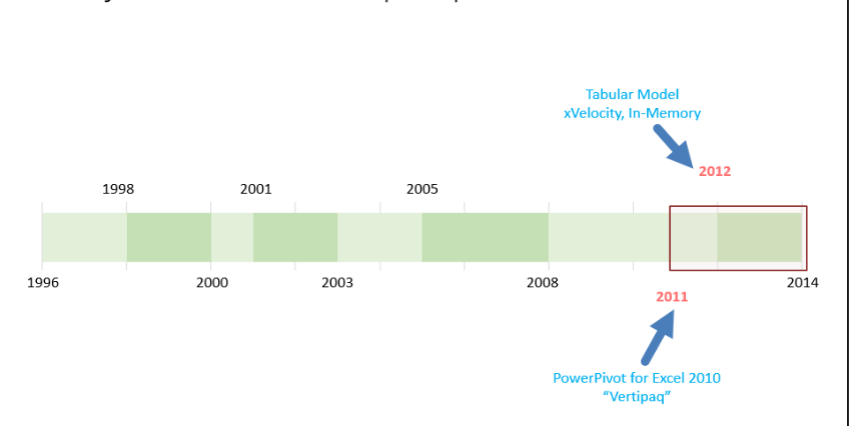 Tabular Model
xVelocity, In-Memory
2012
1998 2001 2005
1996 2000 2003 2008 2014
2011
PowerPivot for Excel 2010
“Vertipaq”